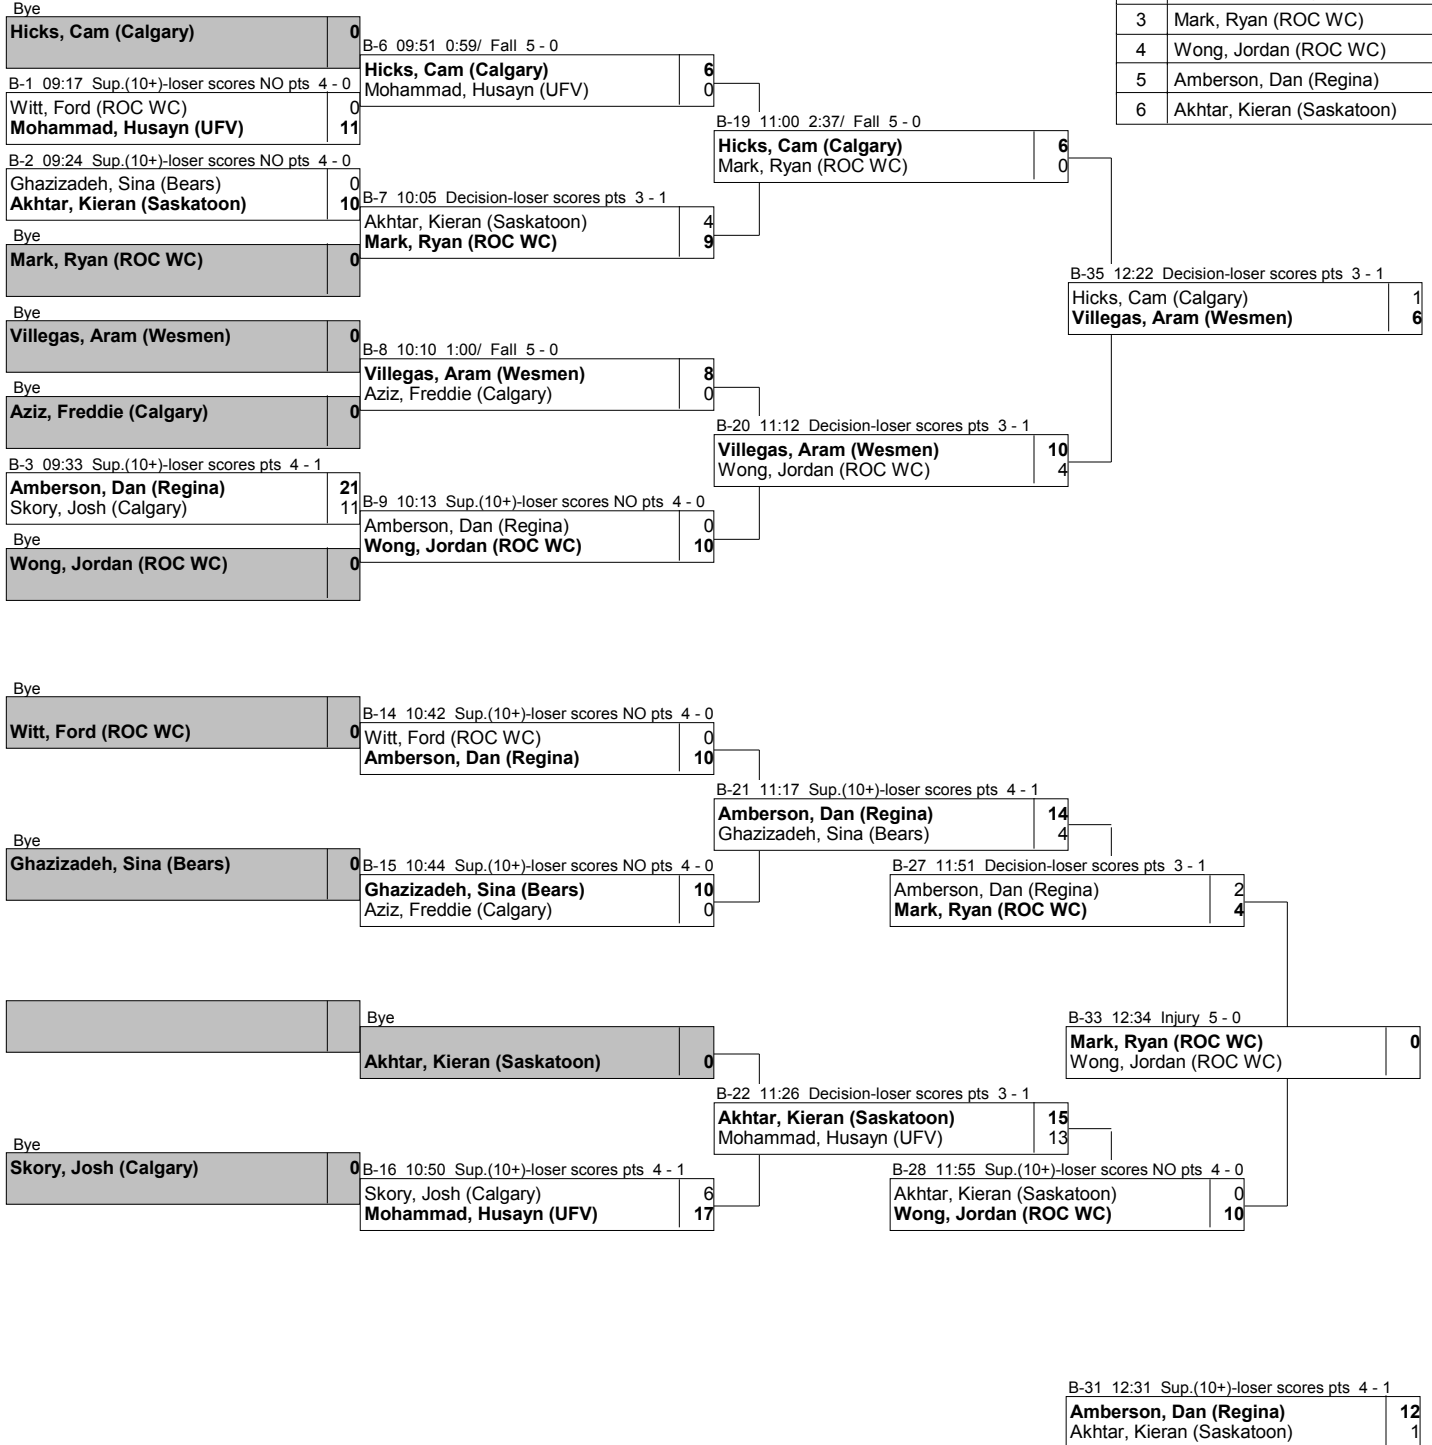 Bye
Hicks, Cam (Calgary) 0
B-1 09:17 Sup.(10+)-loser scores NO pts 4 - 0
Witt, Ford (ROC WC) 0
Mohammad, Husayn (UFV) 11
B-2 09:24 Sup.(10+)-loser scores NO pts 4 - 0
Ghazizadeh, Sina (Bears) 0
Akhtar, Kieran (Saskatoon) 10
Bye
Mark, Ryan (ROC WC) 0
Bye
Villegas, Aram (Wesmen) 0
Bye
Aziz, Freddie (Calgary) 0
B-3 09:33 Sup.(10+)-loser scores pts 4 - 1
Amberson, Dan (Regina) 21
Skory, Josh (Calgary) 11
Bye
Wong, Jordan (ROC WC) 0
B-6 09:51 0:59/ Fall 5 - 0
Hicks, Cam (Calgary) 6
Mohammad, Husayn (UFV) 0
B-7 10:05 Decision-loser scores pts 3 - 1
Akhtar, Kieran (Saskatoon) 4
Mark, Ryan (ROC WC) 9
B-8 10:10 1:00/ Fall 5 - 0
Villegas, Aram (Wesmen) 8
Aziz, Freddie (Calgary) 0
B-9 10:13 Sup.(10+)-loser scores NO pts 4 - 0
Amberson, Dan (Regina) 0
Wong, Jordan (ROC WC) 10
B-19 11:00 2:37/ Fall 5 - 0
Hicks, Cam (Calgary) 6
Mark, Ryan (ROC WC) 0
B-20 11:12 Decision-loser scores pts 3 - 1
Villegas, Aram (Wesmen) 10
Wong, Jordan (ROC WC) 4
3 Mark, Ryan (ROC WC)
4 Wong, Jordan (ROC WC)
5 Amberson, Dan (Regina)
6 Akhtar, Kieran (Saskatoon)
B-35 12:22 Decision-loser scores pts 3 - 1
Hicks, Cam (Calgary) 1
Villegas, Aram (Wesmen) 6
Bye
Witt, Ford (ROC WC) 0
Bye
Ghazizadeh, Sina (Bears) 0
Bye
Skory, Josh (Calgary) 0
B-14 10:42 Sup.(10+)-loser scores NO pts 4 - 0
Witt, Ford (ROC WC) 0
Amberson, Dan (Regina) 10
B-15 10:44 Sup.(10+)-loser scores NO pts 4 - 0
Ghazizadeh, Sina (Bears) 10
Aziz, Freddie (Calgary) 0
Bye
Akhtar, Kieran (Saskatoon) 0
B-16 10:50 Sup.(10+)-loser scores pts 4 - 1
Skory, Josh (Calgary) 6
Mohammad, Husayn (UFV) 17
B-21 11:17 Sup.(10+)-loser scores pts 4 - 1
Amberson, Dan (Regina) 14
Ghazizadeh, Sina (Bears) 4
B-22 11:26 Decision-loser scores pts 3 - 1
Akhtar, Kieran (Saskatoon) 15
Mohammad, Husayn (UFV) 13
B-27 11:51 Decision-loser scores pts 3 - 1
Amberson, Dan (Regina) 2
Mark, Ryan (ROC WC) 4
B-28 11:55 Sup.(10+)-loser scores NO pts 4 - 0
Akhtar, Kieran (Saskatoon) 0
Wong, Jordan (ROC WC) 10
B-33 12:34 Injury 5 - 0
Mark, Ryan (ROC WC) 0
Wong, Jordan (ROC WC)
B-31 12:31 Sup.(10+)-loser scores pts 4 - 1
Amberson, Dan (Regina) 12
Akhtar, Kieran (Saskatoon) 1